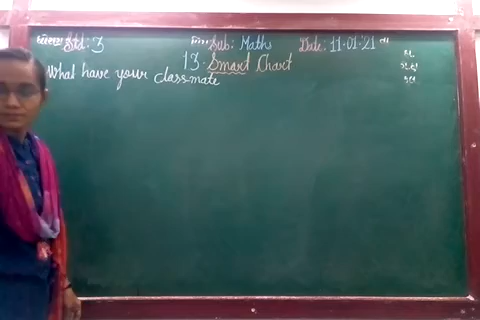 Std: 3 Sub: Maths Date: 11.01.21
13. Smart Chart
What have your classmate